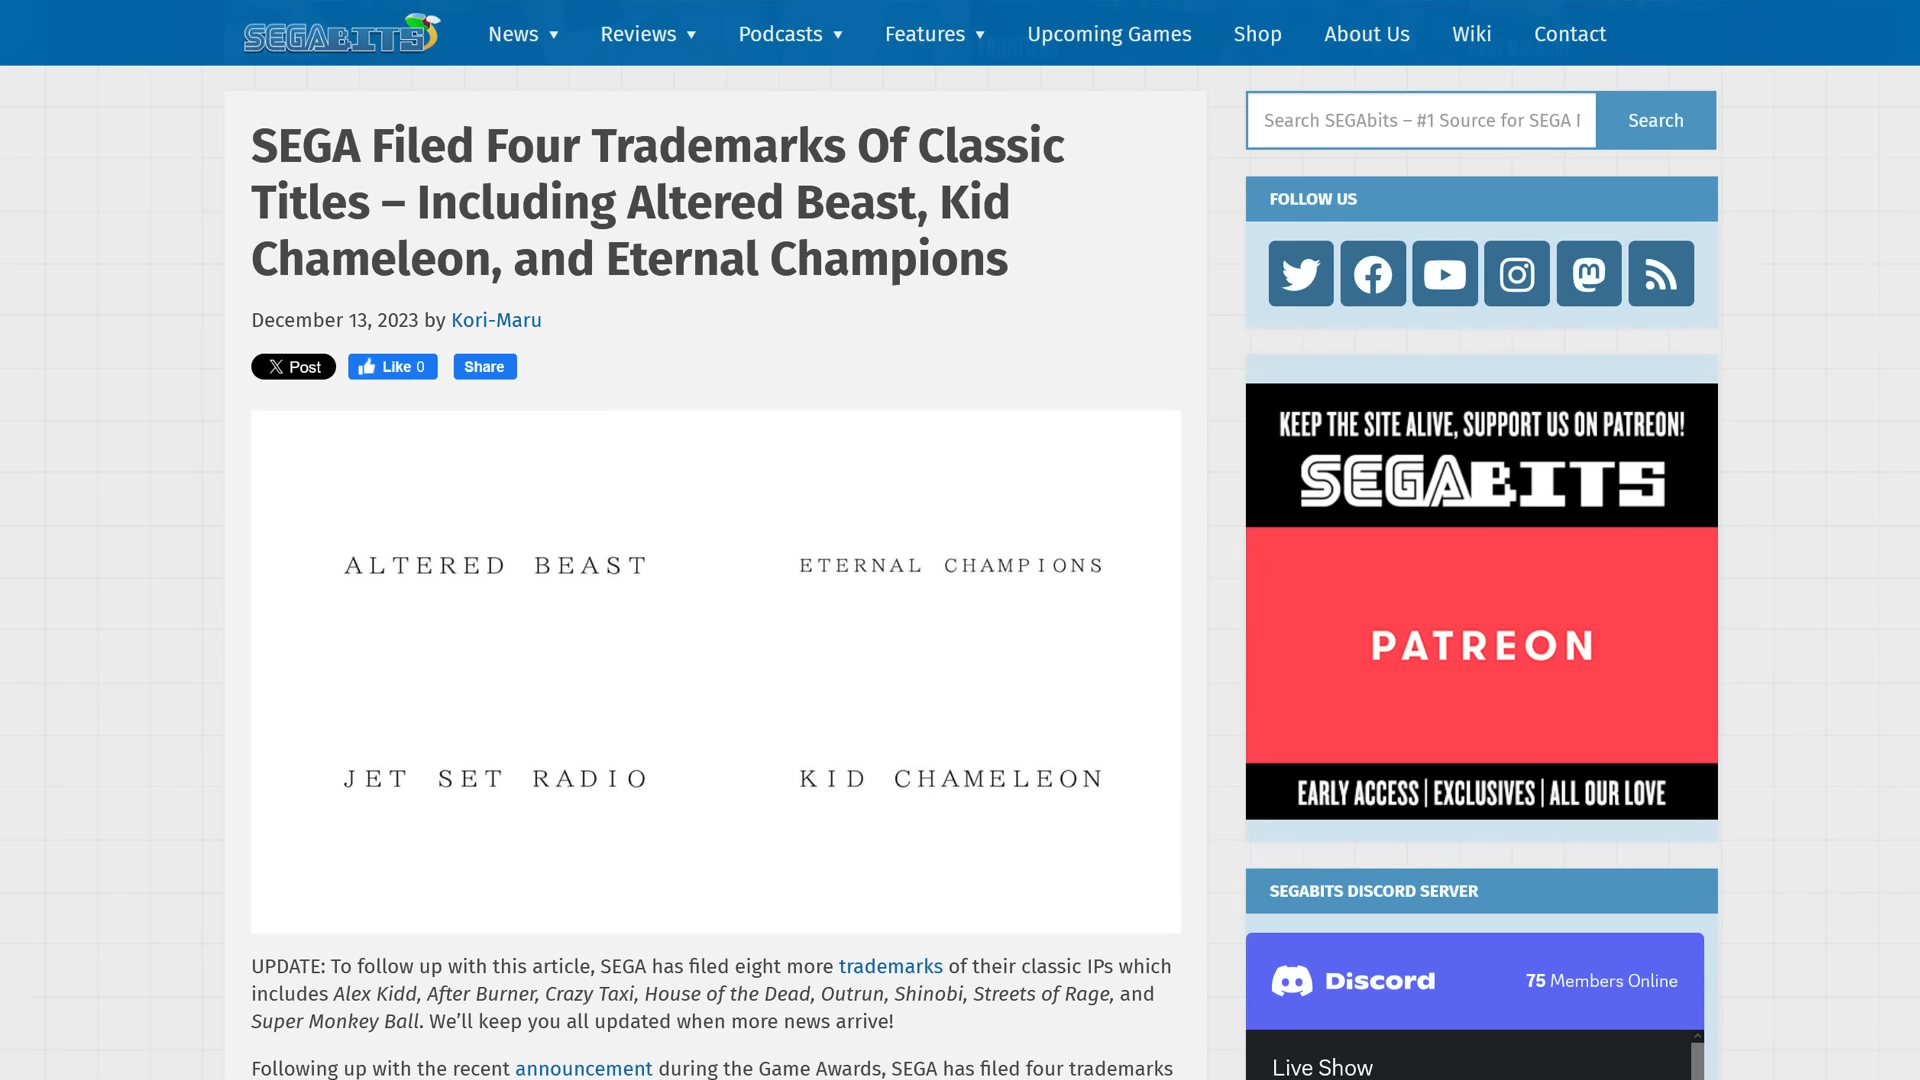 SEGABITS
News ▼ Reviews ▼ Podcasts ▼ Features ▼ Upcoming Games Shop About Us Wiki Contact
SEGA Filed Four Trademarks Of Classic
Titles – Including Altered Beast, Kid
Chameleon, and Eternal Champions
December 13, 2023 by Kori-Maru
X Post Like 0 Share
ALTERED BEAST ETERNAL CHAMPIONS
JET SET RADIO KID CHAMELEON
UPDATE: To follow up with this article, SEGA has filed eight more trademarks of their classic IPs which
includes Alex Kidd, After Burner, Crazy Taxi, House of the Dead, Outrun, Shinobi, Streets of Rage, and
Super Monkey Ball. We’ll keep you all updated when more news arrive!
Following up with the recent announcement during the Game Awards, SEGA has filed four trademarks
Search SEGAbits – #1 Source for SEGA
Search
FOLLOW US
KEEP THE SITE ALIVE, SUPPORT US ON PATREON!
SEGABITS
PATREON
EARLY ACCESS | EXCLUSIVES | ALL OUR LOVE
SEGABITS DISCORD SERVER
Discord 75 Members Online
Live Show